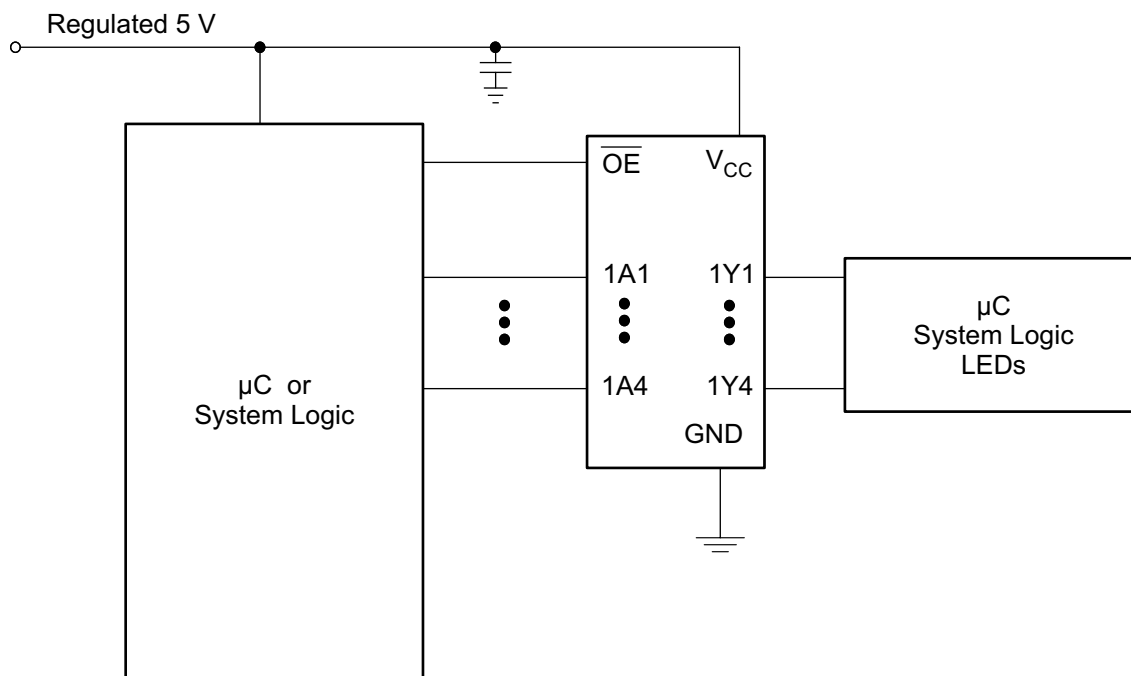 Regulated 5 V
OE VCC
1A1 1Y1
1A4 1Y4
GND
µC or
System Logic
µC
System Logic
LEDs